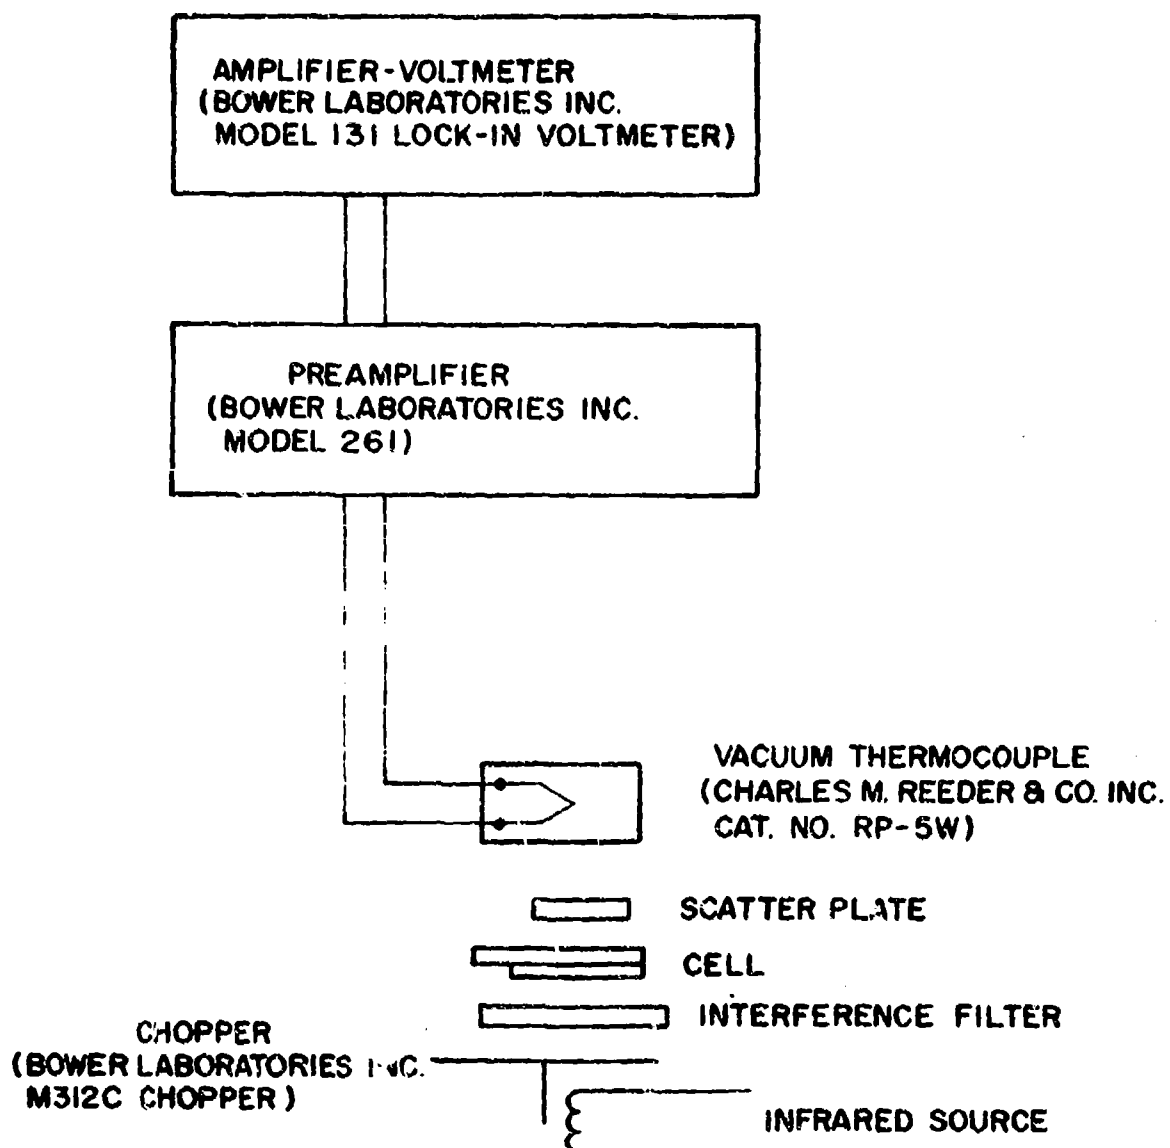 AMPLIFIER-VOLTMETER
(BOWER LABORATORIES INC.
MODEL 131 LOCK-IN VOLTMETER)
PREAMPLIFIER
(BOWER LABORATORIES INC.
MODEL 261)
VACUUM THERMOCOUPLE
(CHARLES M. REEDER & CO. INC.
CAT. NO. RP-5W)
SCATTER PLATE
CELL
INTERFERENCE FILTER
CHOPPER
(BOWER LABORATORIES INC.
M312C CHOPPER)
INFRARED SOURCE